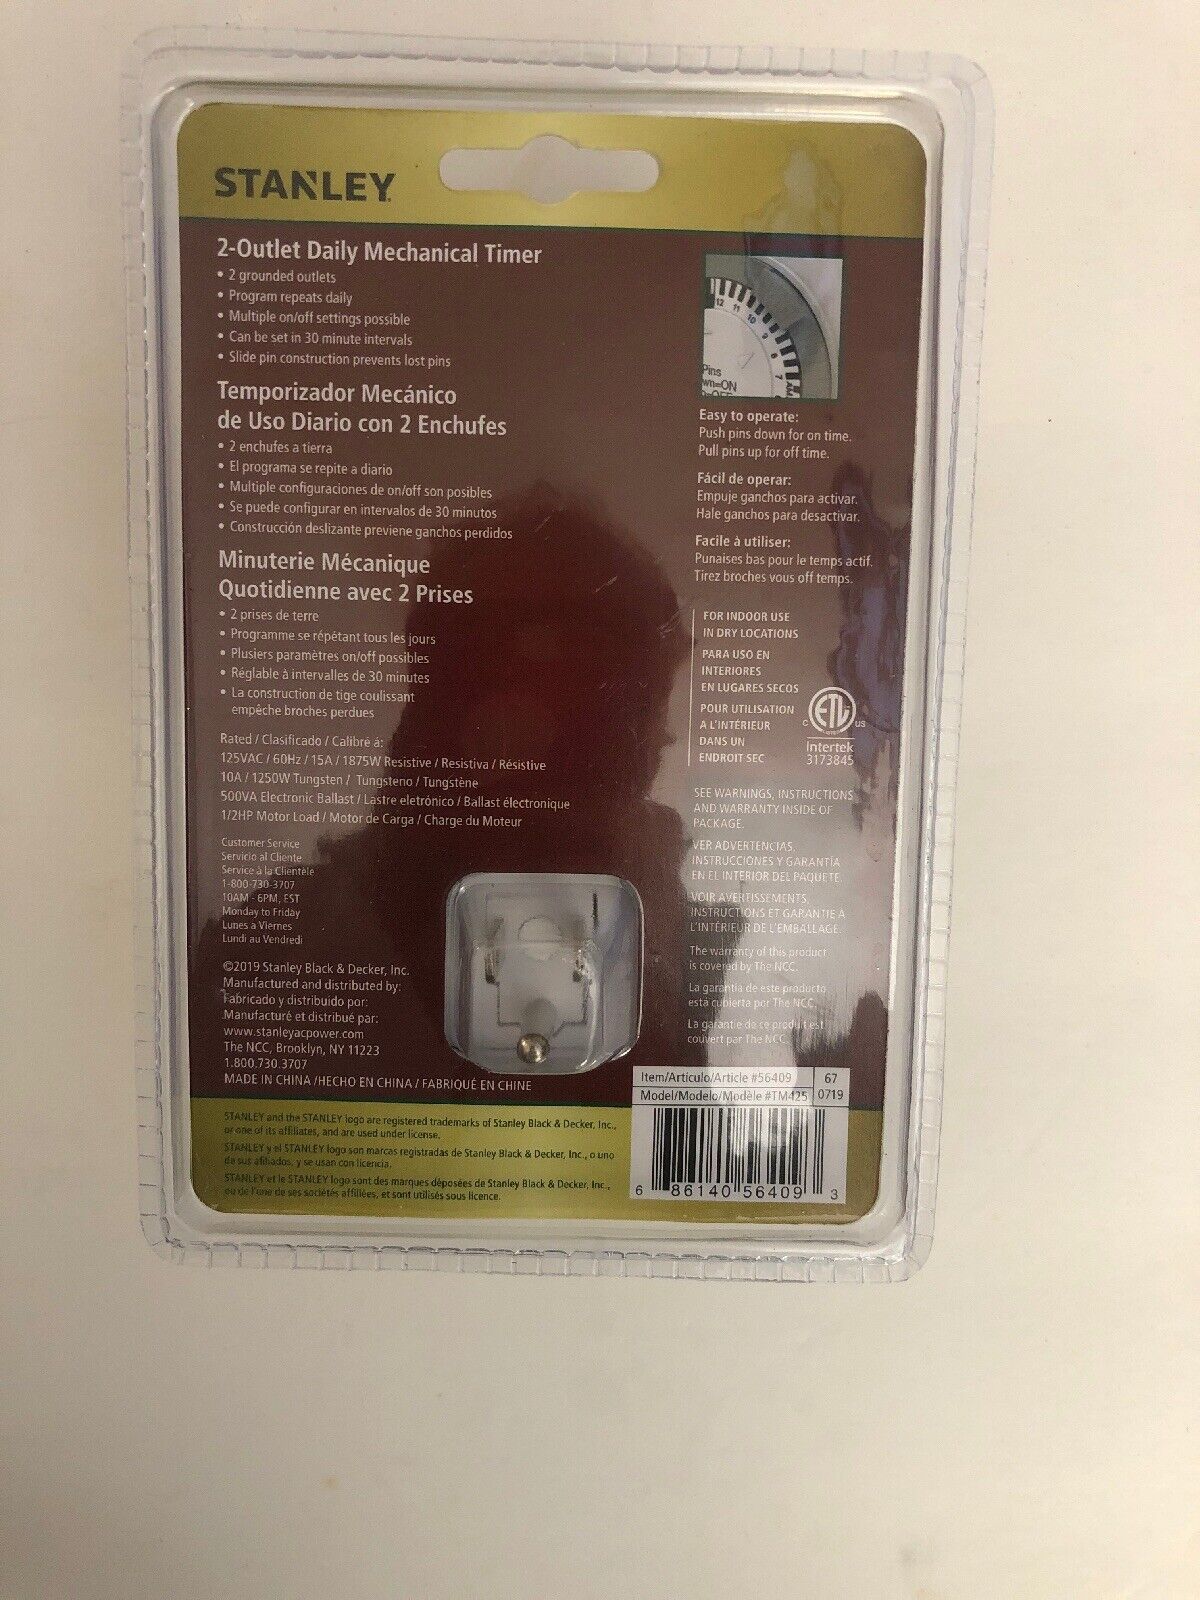 STANLEY
2-Outlet Daily Mechanical Timer
• 2 grounded outlets
• Program repeats daily
• Multiple on/off settings possible
• Can be set in 30 minute intervals
• Slide pin construction prevents lost pins
Temporizador Mecánico
de Uso Diario con 2 Enchufes
• 2 enchufes a tierra
• El programa se repite a diario
• Multiple configuraciones de on/off son posibles
• Se puede configurar en intervalos de 30 minutos
• Construcción deslizante previene ganchos perdidos
Minuterie Mécanique
Quotidienne avec 2 Prises
• 2 prises de terre
• Programme se répétant tous les jours
• Plusiers paramètres on/off possibles
• Réglable à intervalles de 30 minutes
• La construction de tige coulissant
empêche broches perdues
Rated / Clasificado / Calibré á:
125VAC / 60Hz / 15A / 1875W Resistive / Resistiva / Résistive
10A / 1250W Tungsten / Tungsteno / Tungstène
500VA Electronic Ballast / Lastre eletrónico / Ballast électronique
1/2HP Motor Load / Motor de Carga / Charge du Moteur
Customer Service
Servicio al Cliente
Service à la Clientèle
1-800-730-3707
10AM - 6PM, EST
Monday to Friday
Lunes a Viernes
Lundi au Vendredi
©2019 Stanley Black & Decker, Inc.
Manufactured and distributed by:
Fabricado y distribuido por:
Manufacturé et distribué par:
www.stanleyacpower.com
The NCC, Brooklyn, NY 11223
1.800.730.3707
MADE IN CHINA /HECHO EN CHINA / FABRIQUÉ EN CHINE
STANLEY and the STANLEY logo are registered trademarks of Stanley Black & Decker, Inc.,
or one of its affiliates, and are used under license.
STANLEY y el STANLEY logo son marcas registradas de Stanley Black & Decker, Inc., o uno
de sus afiliados, y se usan con licencia.
STANLEY et le STANLEY logo sont des marques déposées de Stanley Black & Decker, Inc.,
ou de l'une de ses sociétés affiliées, et sont utilisés sous licence.
12 11 10 9 8 7
Pins
wn=ON
Easy to operate:
Push pins down for on time.
Pull pins up for off time.
Fácil de operar:
Empuje ganchos para activar.
Hale ganchos para desactivar.
Facile à utiliser:
Punaises bas pour le temps actif.
Tirez broches vous off temps.
FOR INDOOR USE
IN DRY LOCATIONS
PARA USO EN
INTERIORES
EN LUGARES SECOS
POUR UTILISATION
A L'INTÉRIEUR
DANS UN
ENDROIT SEC
C ETL US
Intertek
3173845
SEE WARNINGS, INSTRUCTIONS
AND WARRANTY INSIDE OF
PACKAGE.
VER ADVERTENCIAS,
INSTRUCCIONES Y GARANTÍA
EN EL INTERIOR DEL PAQUETE.
VOIR AVERTISSEMENTS,
INSTRUCTIONS ET GARANTIE A
L'INTÉRIEUR DE L'EMBALLAGE.
The warranty of this product
is covered by The NCC.
La garantía de este producto
está cubierta por The NCC.
La garantie de ce produit est
couvert par The NCC.
Item/Artículo/Article #56409 67
Model/Modelo/Modèle #TM425 0719
6 86140 56409 3